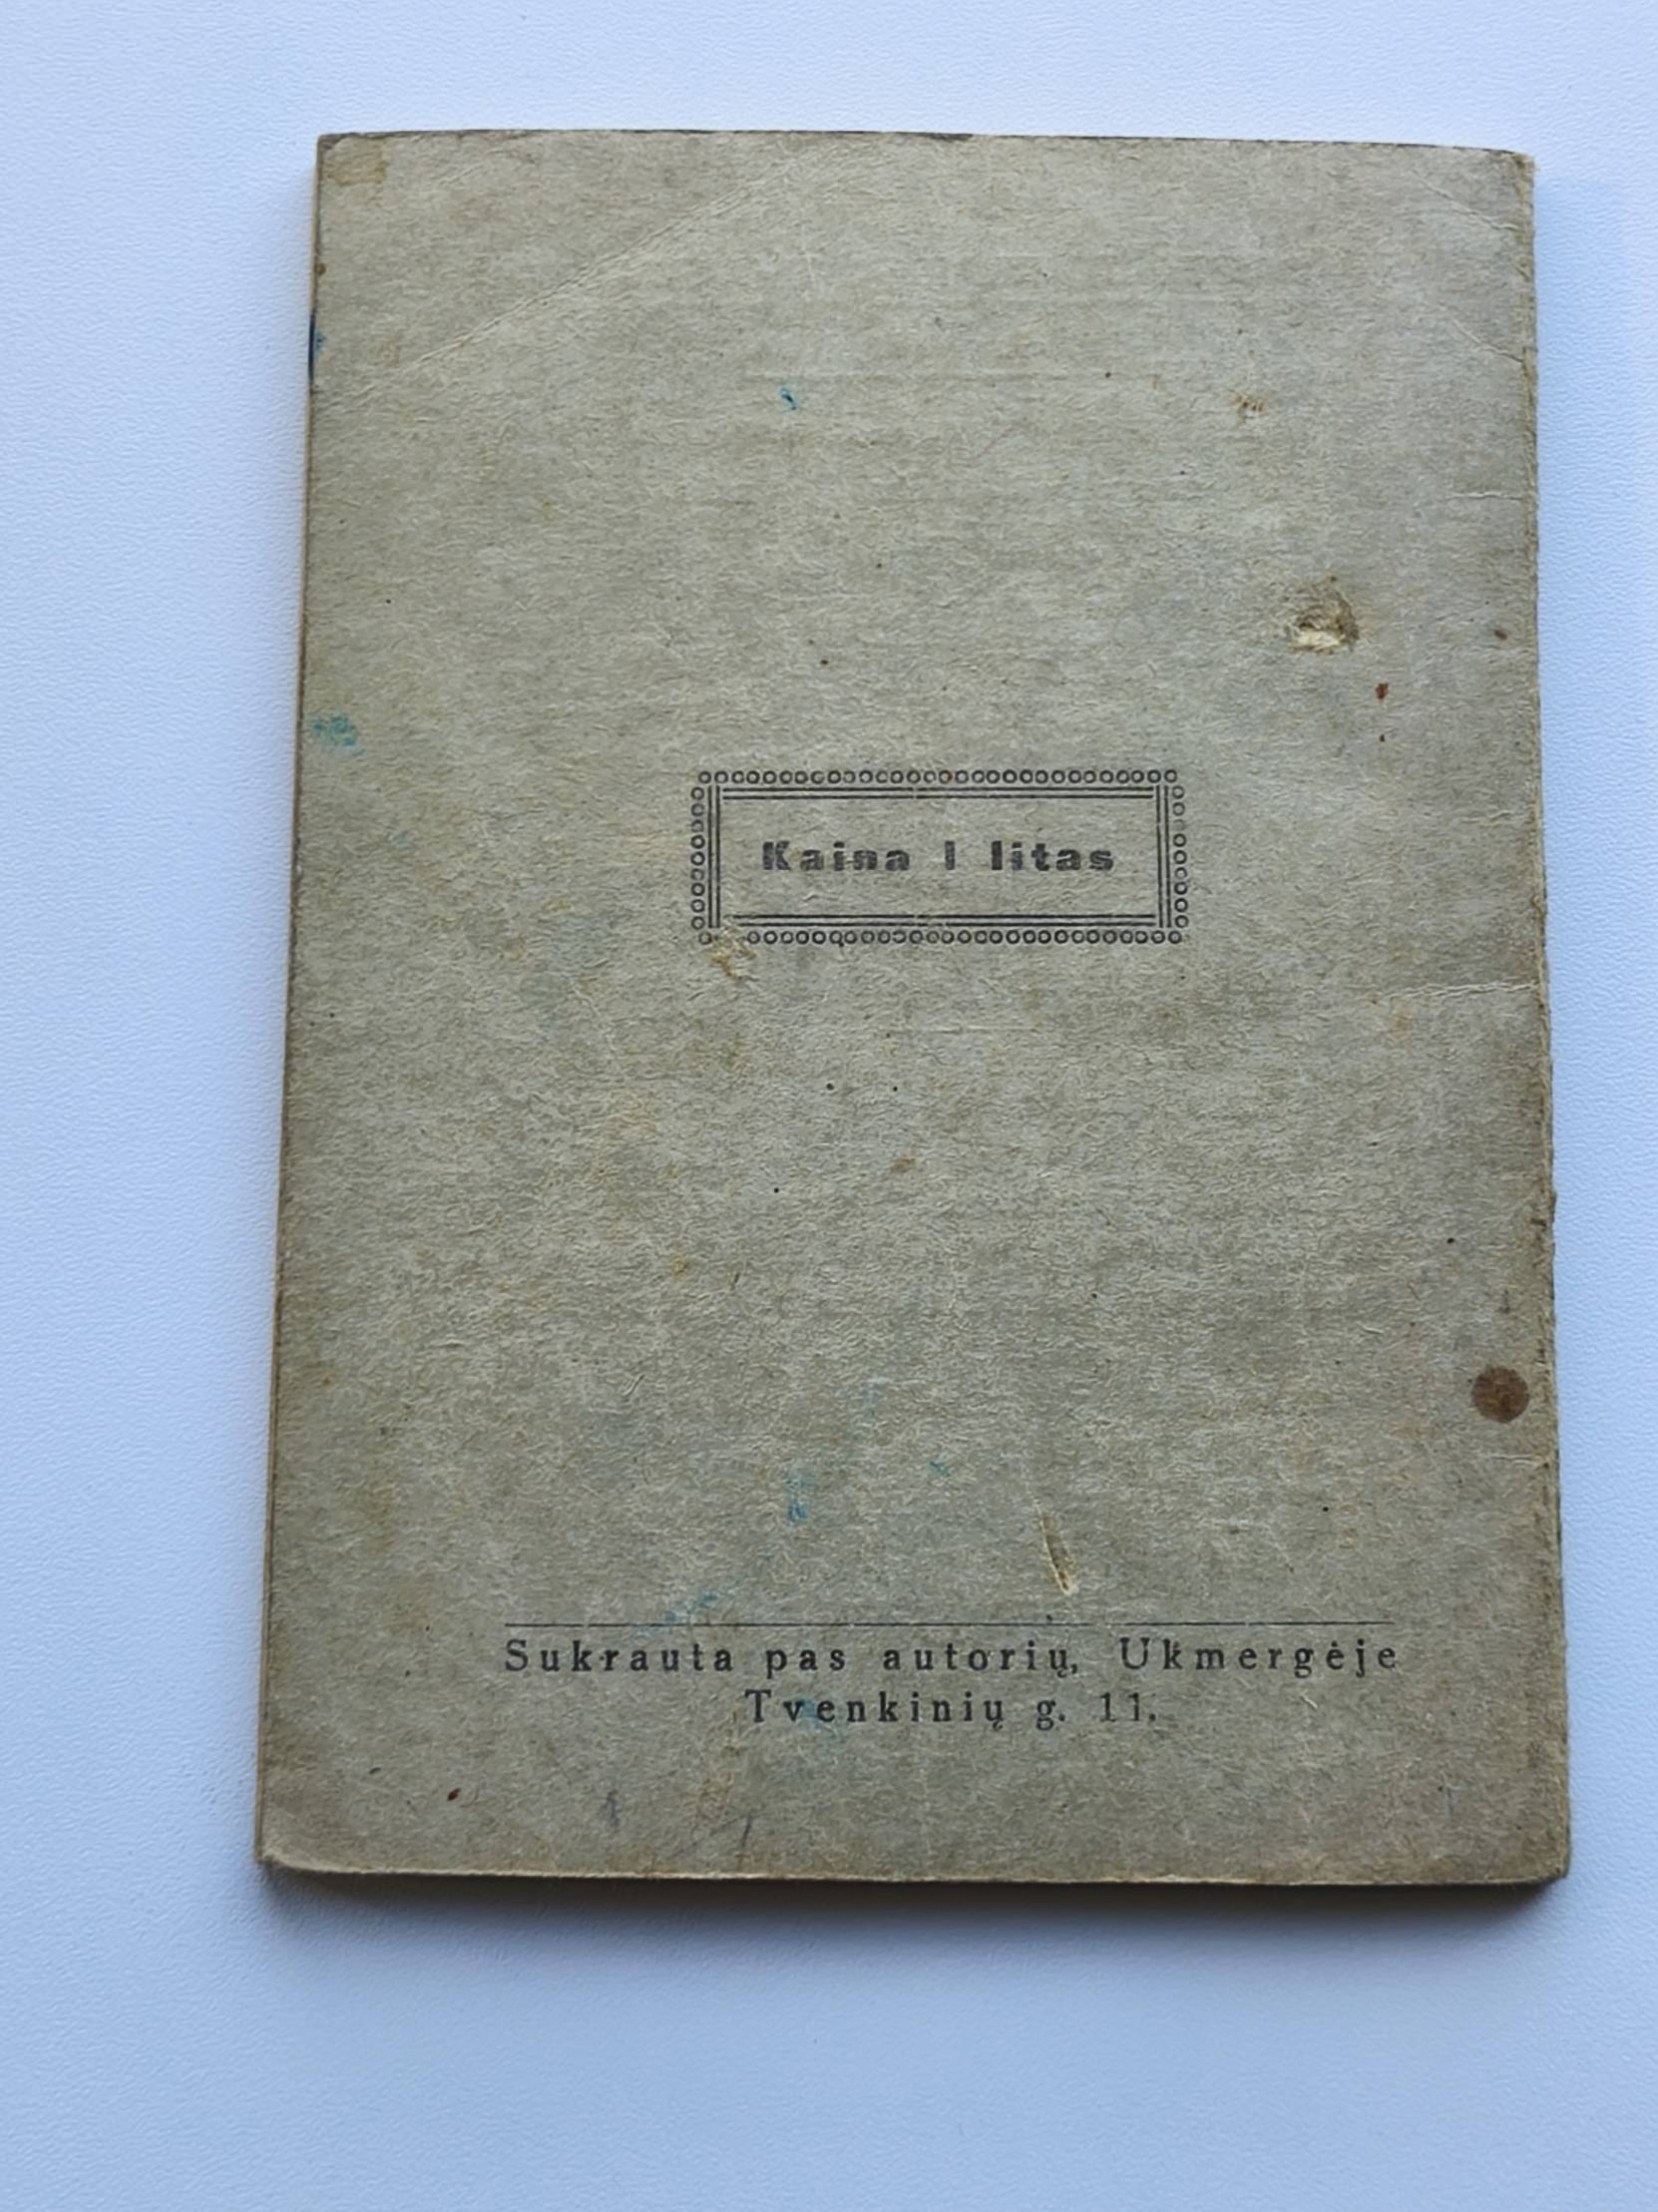 Kaina 1 litas
Sukrauta pas autorių, Ukmergėje
Tvenkinių g. 11.